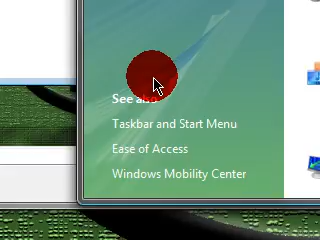 See also
Taskbar and Start Menu
Ease of Access
Windows Mobility Center